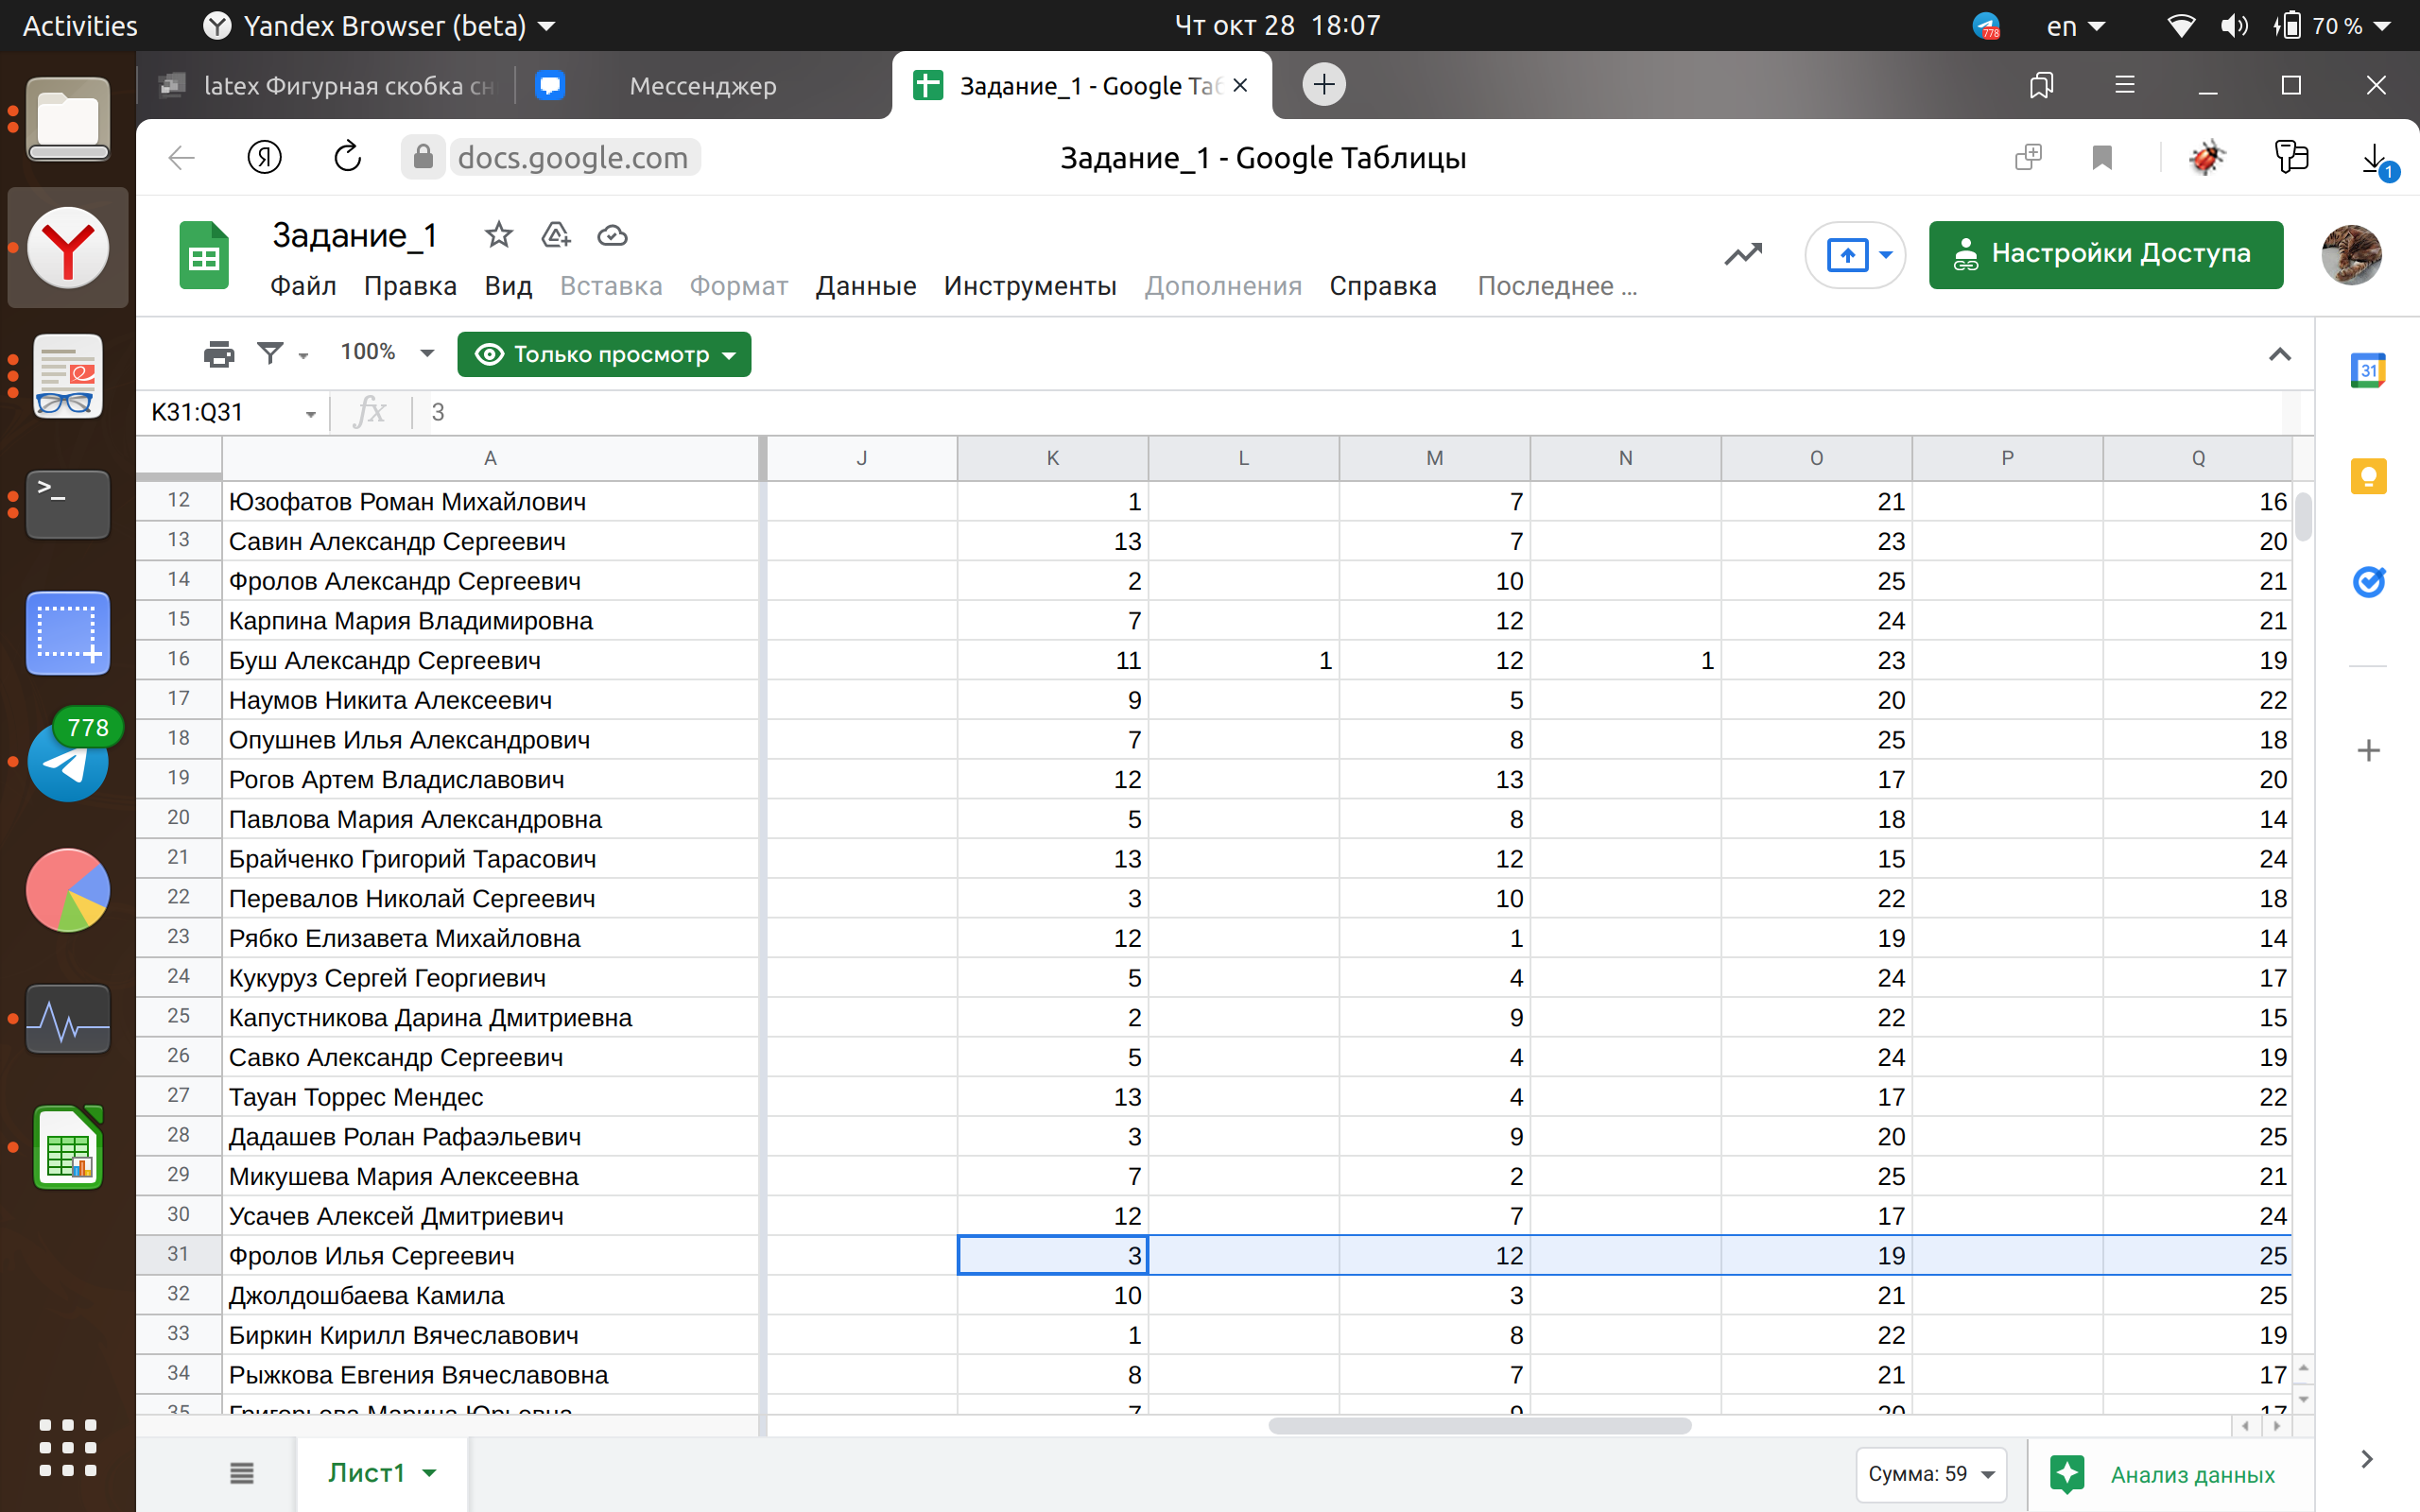 Activities Yandex Browser (beta) Чт окт 28 18:07 778 en 70 %
latex Фигурная скобка сн Мессенджер Задание_1 - Google Таб
docs.google.com Задание_1 - Google Таблицы 1
Задание_1 Настройки Доступа
Файл Правка Вид Вставка Формат Данные Инструменты Дополнения Справка Последнее ...
100% Только просмотр 31
K31:Q31 fx 3
A J K L M N O P Q
12 Юзофатов Роман Михайлович 1 7 21 16
13 Савин Александр Сергеевич 13 7 23 20
14 Фролов Александр Сергеевич 2 10 25 21
15 Карпина Мария Владимировна 7 12 24 21
16 Буш Александр Сергеевич 11 1 12 1 23 19
17 Наумов Никита Алексеевич 9 5 20 22
18 Опушнев Илья Александрович 7 8 25 18
19 Рогов Артем Владиславович 12 13 17 20
20 Павлова Мария Александровна 5 8 18 14
21 Брайченко Григорий Тарасович 13 12 15 24
22 Перевалов Николай Сергеевич 3 10 22 18
23 Рябко Елизавета Михайловна 12 1 19 14
24 Кукуруз Сергей Георгиевич 5 4 24 17
25 Капустникова Дарина Дмитриевна 2 9 22 15
26 Савко Александр Сергеевич 5 4 24 19
27 Тауан Торрес Мендес 13 4 17 22
28 Дадашев Ролан Рафаэльевич 3 9 20 25
29 Микушева Мария Алексеевна 7 2 25 21
30 Усачев Алексей Дмитриевич 12 7 17 24
31 Фролов Илья Сергеевич 3 12 19 25
32 Джолдошбаева Камила 10 3 21 25
33 Биркин Кирилл Вячеславович 1 8 22 19
34 Рыжкова Евгения Вячеславовна 8 7 21 17
35 Григорьева Марина Юрьевна 7 9 20 17
778
Лист1 Сумма: 59 Анализ данных